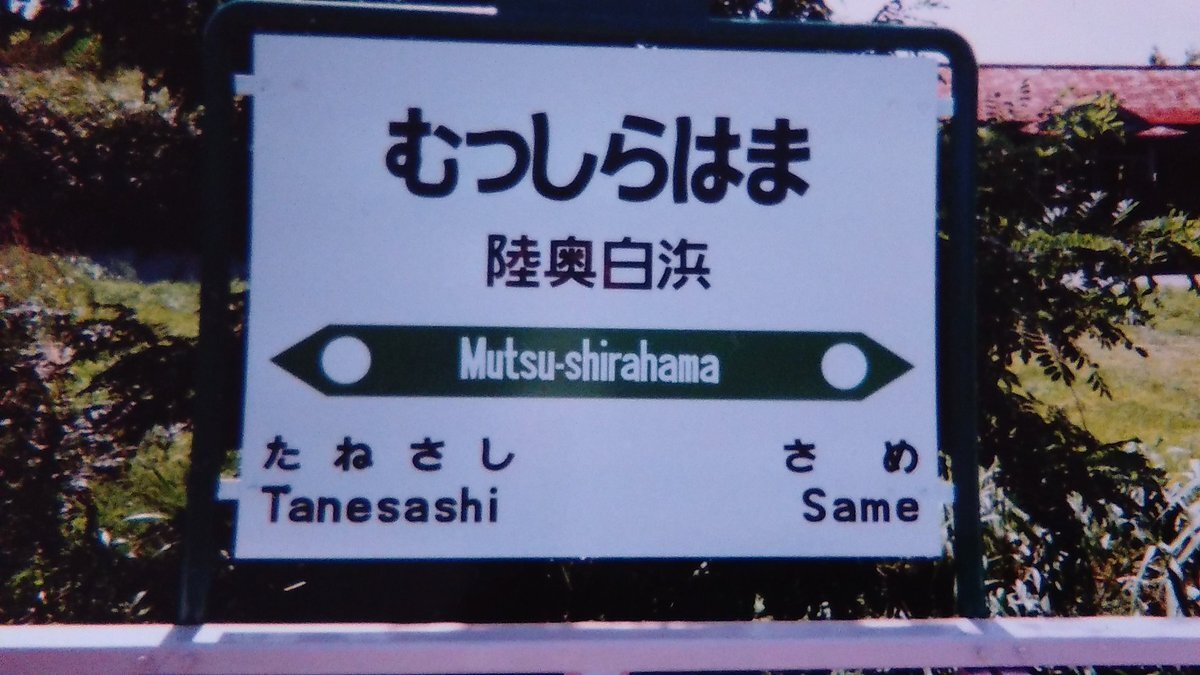 むつしらはま
陸奥白浜
Mutsu-shirahama
たねさし さめ
Tanesashi Same